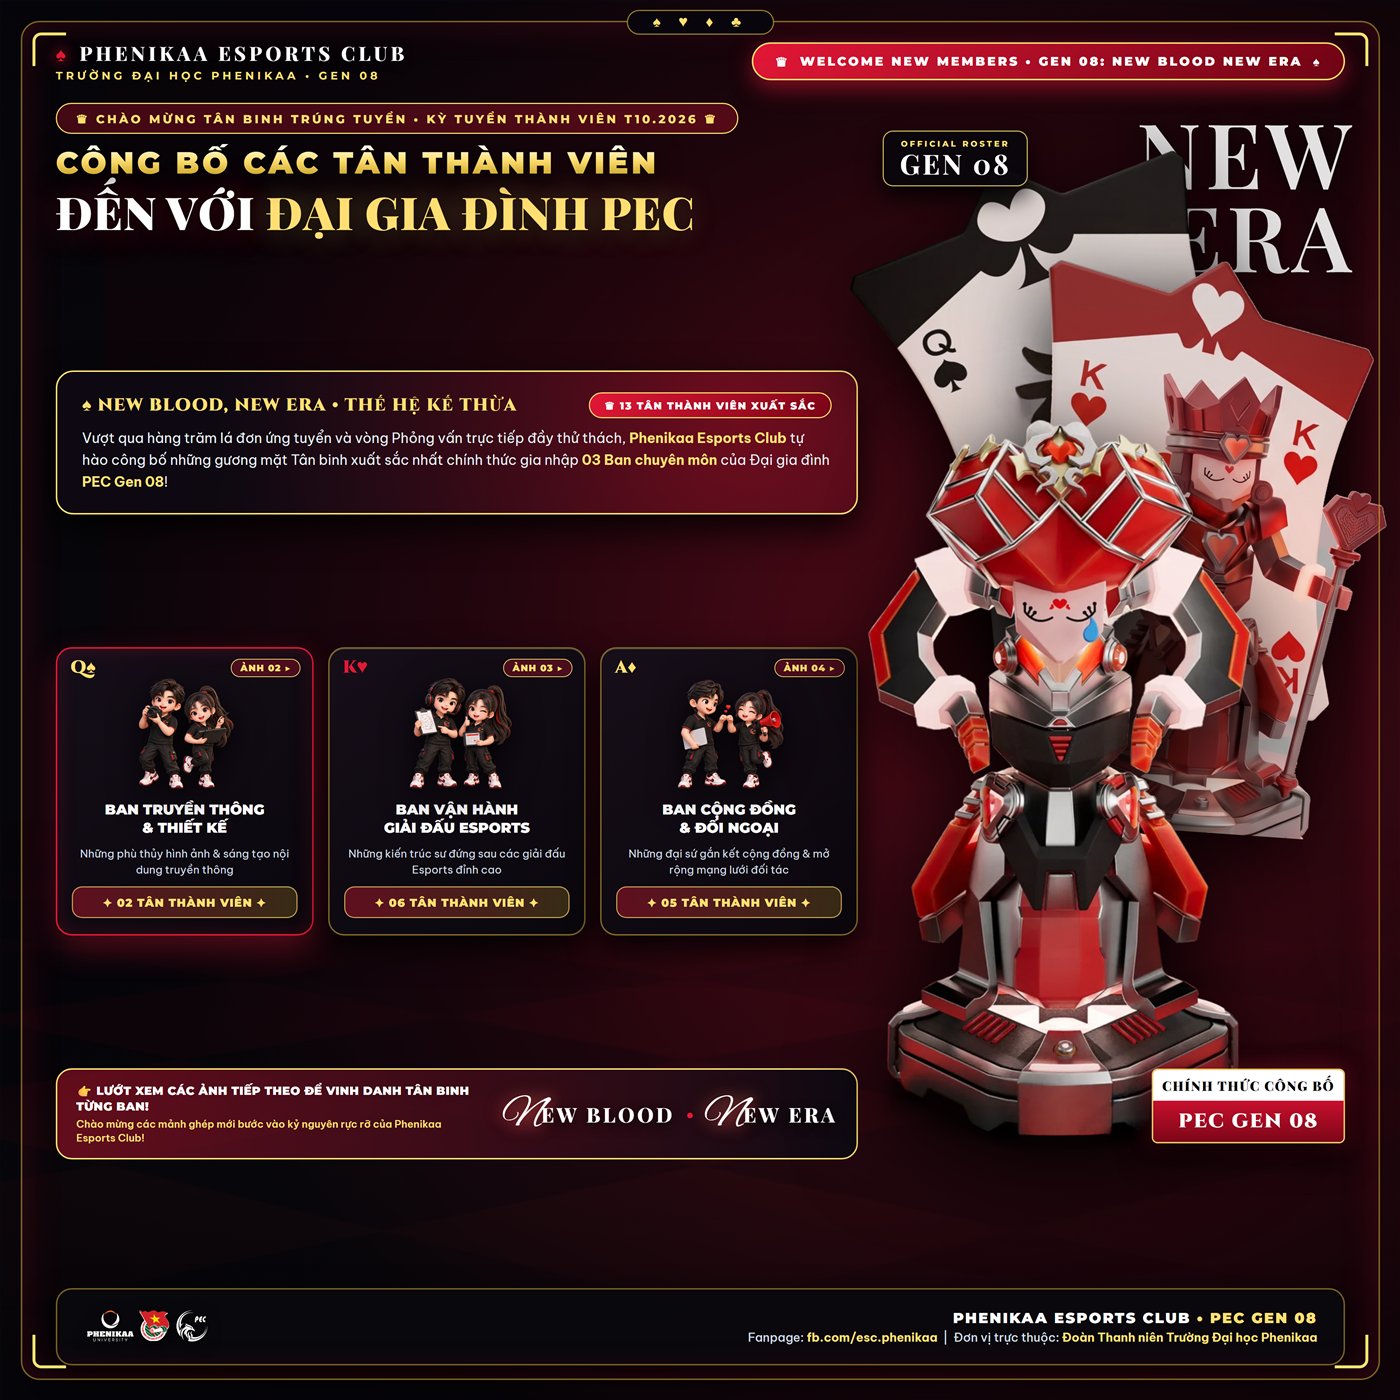 ♠ ♥ ♦ ♣
♠ PHENIKAA ESPORTS CLUB
TRƯỜNG ĐẠI HỌC PHENIKAA • GEN 08
♛ WELCOME NEW MEMBERS • GEN 08: NEW BLOOD NEW ERA ♠
♛ CHÀO MỪNG TÂN BINH TRÚNG TUYỂN • KỲ TUYỂN THÀNH VIÊN T10.2026 ♛
CÔNG BỐ CÁC TÂN THÀNH VIÊN
ĐẾN VỚI ĐẠI GIA ĐÌNH PEC
OFFICIAL ROSTER
GEN 08
NEW
ERA
Q♠
K♥
K♥
K♥
♠ NEW BLOOD, NEW ERA • THẾ HỆ KẾ THỪA
♛ 13 TÂN THÀNH VIÊN XUẤT SẮC
Vượt qua hàng trăm lá đơn ứng tuyển và vòng Phỏng vấn trực tiếp đầy thử thách, Phenikaa Esports Club tự
hào công bố những gương mặt Tân binh xuất sắc nhất chính thức gia nhập 03 Ban chuyên môn của Đại gia đình
PEC Gen 08!
Q♠
ẢNH 02 ▸
BAN TRUYỀN THÔNG
& THIẾT KẾ
Những phù thủy hình ảnh & sáng tạo nội
dung truyền thông
✦ 02 TÂN THÀNH VIÊN ✦
K♥
ẢNH 03 ▸
BAN VẬN HÀNH
GIẢI ĐẤU ESPORTS
Những kiến trúc sư đứng sau các giải đấu
Esports đỉnh cao
✦ 06 TÂN THÀNH VIÊN ✦
A♦
ẢNH 04 ▸
BAN CỘNG ĐỒNG
& ĐỐI NGOẠI
Những đại sứ gắn kết cộng đồng & mở
rộng mạng lưới đối tác
✦ 05 TÂN THÀNH VIÊN ✦
👉 LƯỚT XEM CÁC ẢNH TIẾP THEO ĐỂ VINH DANH TÂN BINH
TỪNG BAN!
Chào mừng các mảnh ghép mới bước vào kỷ nguyên rực rỡ của Phenikaa
Esports Club!
NEW BLOOD • NEW ERA
CHÍNH THỨC CÔNG BỐ
PEC GEN 08
PHENIKAA
UNIVERSITY
PEC
PHENIKAA ESPORTS CLUB • PEC GEN 08
Fanpage: fb.com/esc.phenikaa | Đơn vị trực thuộc: Đoàn Thanh niên Trường Đại học Phenikaa